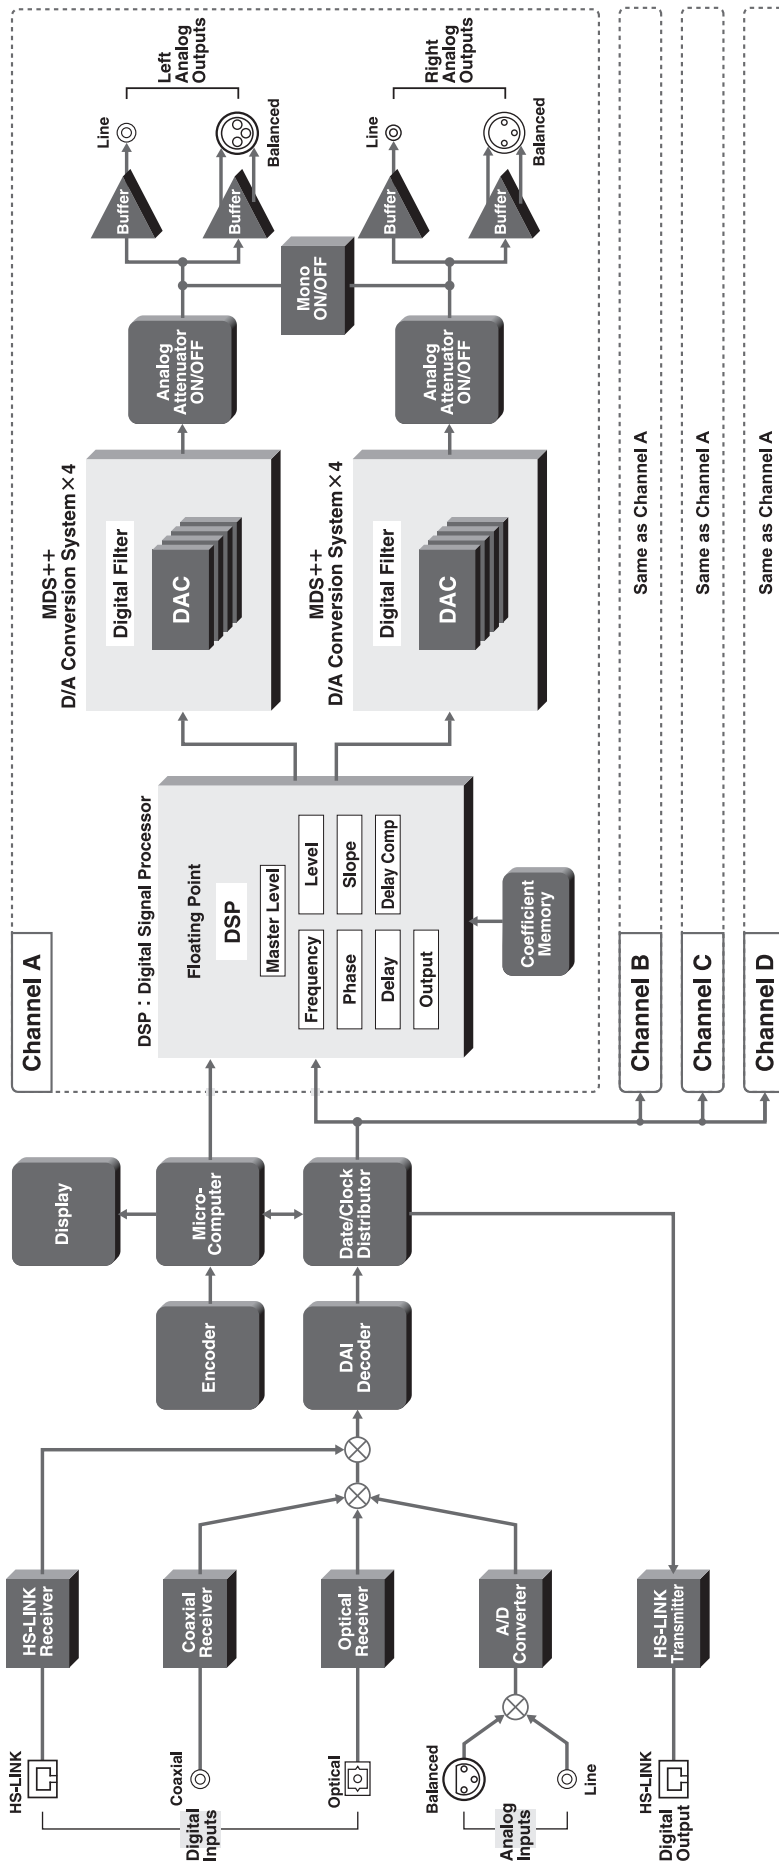 HS-LINK
HS-LINK
Receiver
Coaxial
Coaxial
Receiver
Digital
Inputs
Optical
Optical
Receiver
Balanced
Analog
Inputs
Line
A/D
Converter
HS-LINK
Digital
Output
HS-LINK
Transmitter
Encoder
DAI
Decoder
Display
Micro-
Computer
Date/Clock
Distributor
Channel A
DSP : Digital Signal Processor
Floating Point
DSP
Master Level
Frequency
Level
Phase
Slope
Delay
Delay Comp
Output
Coefficient
Memory
MDS++
D/A Conversion System×4
Digital Filter
DAC
MDS++
D/A Conversion System×4
Digital Filter
DAC
Analog
Attenuator
ON/OFF
Mono
ON/OFF
Analog
Attenuator
ON/OFF
Buffer
Line
Buffer
Balanced
Left
Analog
Outputs
Buffer
Line
Buffer
Balanced
Right
Analog
Outputs
Channel B
Same as Channel A
Channel C
Same as Channel A
Channel D
Same as Channel A